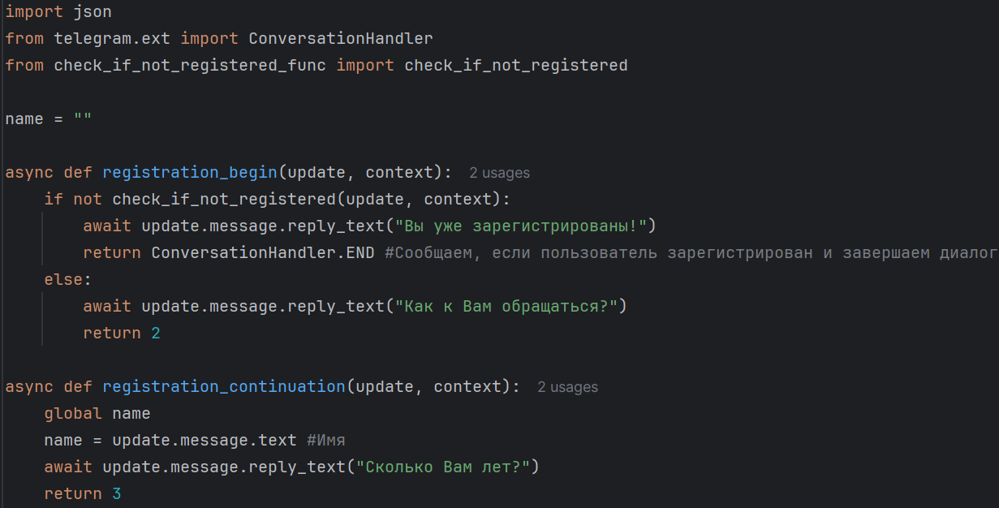 import json
from telegram.ext import ConversationHandler
from check_if_not_registered_func import check_if_not_registered
name = ""
async def registration_begin(update, context): 2 usages
if not check_if_not_registered(update, context):
await update.message.reply_text("Вы уже зарегистрированы!")
return ConversationHandler.END #Сообщаем, если пользователь зарегистрирован и завершаем диалог
else:
await update.message.reply_text("Как к Вам обращаться?")
return 2
async def registration_continuation(update, context): 2 usages
global name
name = update.message.text #Имя
await update.message.reply_text("Сколько Вам лет?")
return 3